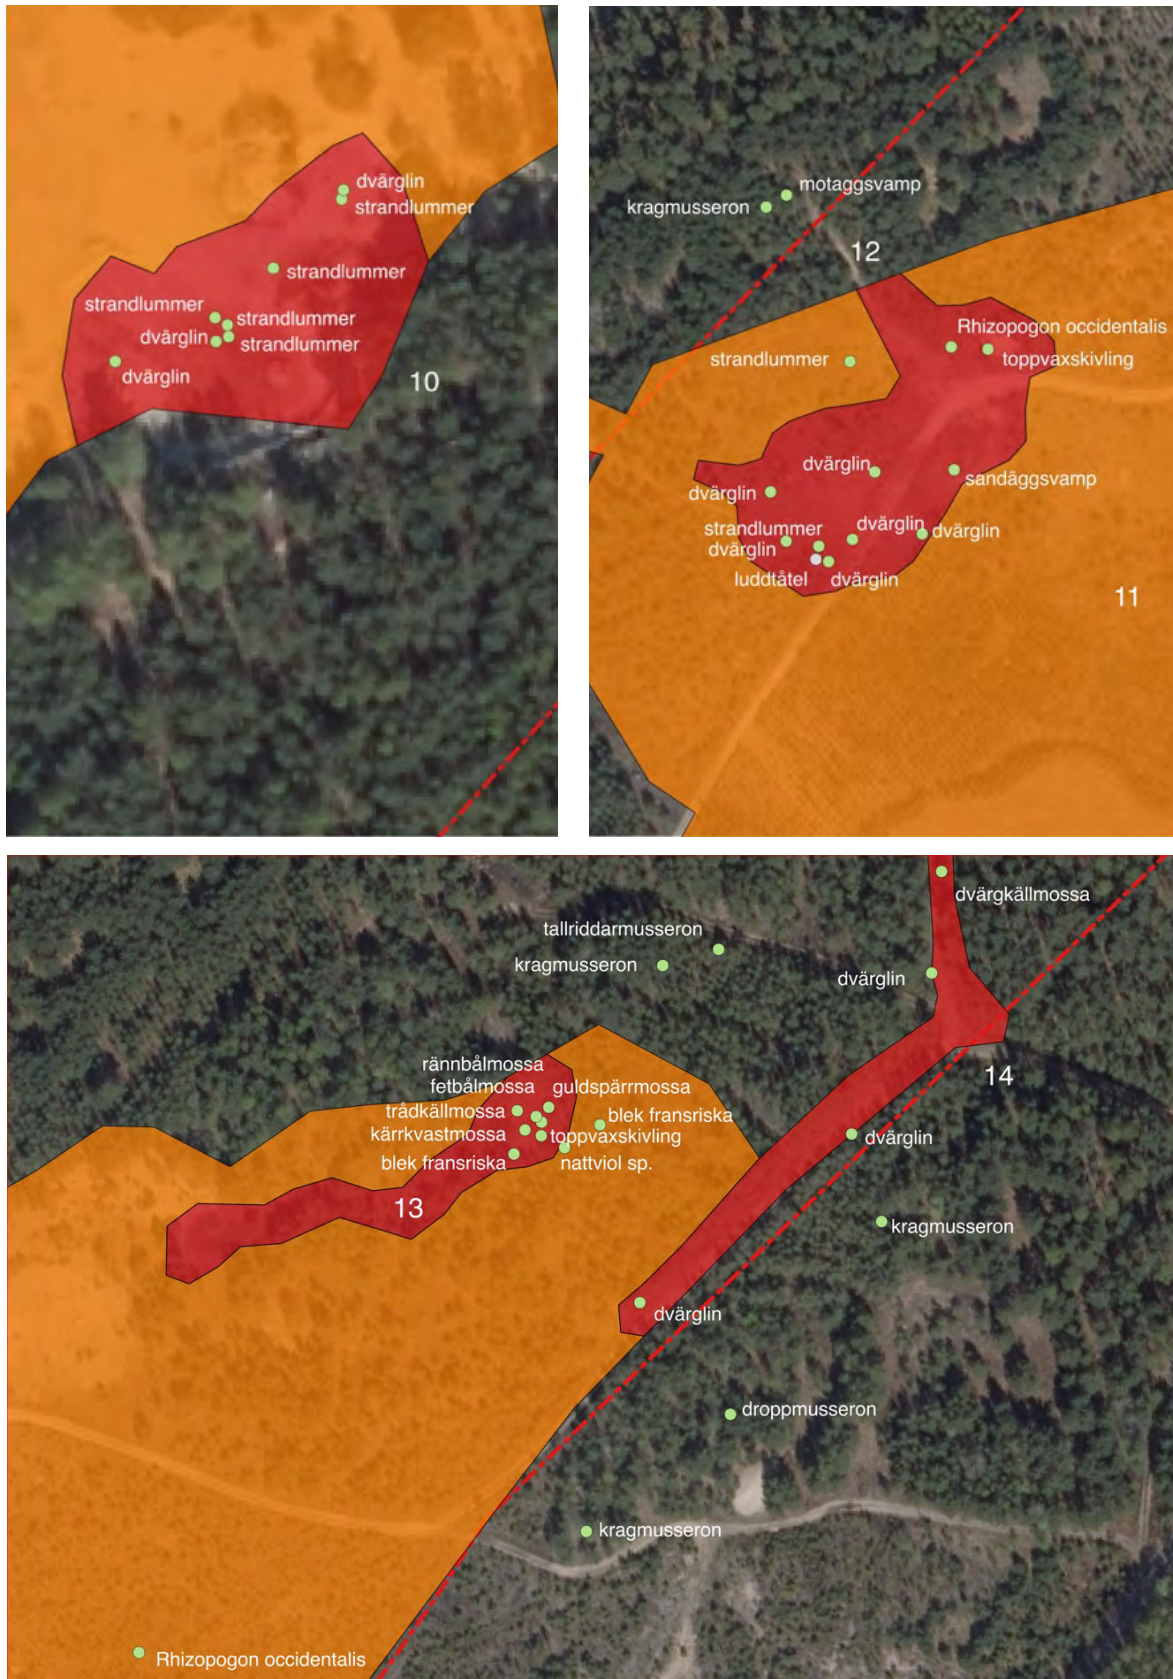 dvärglin
strandlummer
strandlummer
strandlummer
strandlummer
dvärglin
strandlummer
dvärglin
10
motaggsvamp
kragmusseron
12
Rhizopogon occidentalis
strandlummer
toppvaxskivling
dvärglin
sandäggsvamp
dvärglin
strandlummer
dvärglin
dvärglin
dvärglin
luddtåtel
dvärglin
11
dvärgkällmossa
tallriddarmusseron
kragmusseron
dvärglin
rännbålmossa
14
fetbålmossa
guldspärrmossa
trådkällmossa
blek fransriska
kärrkvastmossa
toppvaxskivling
dvärglin
blek fransriska
nattviol sp.
13
kragmusseron
dvärglin
droppmusseron
kragmusseron
Rhizopogon occidentalis